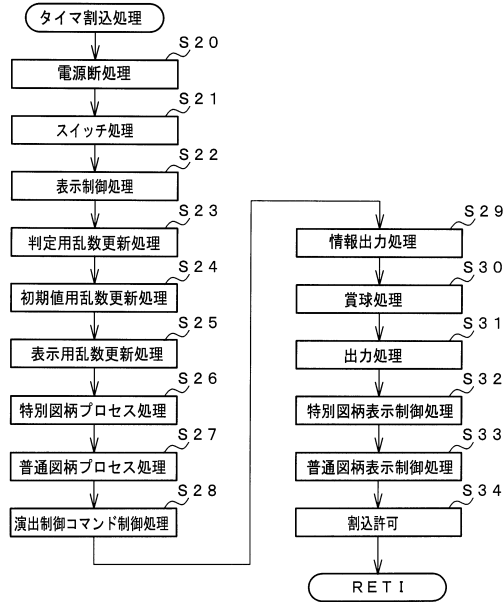 タイマ割込処理
S20
電源断処理
S21
スイッチ処理
S22
表示制御処理
S23
判定用乱数更新処理
S24
初期値用乱数更新処理
S25
表示用乱数更新処理
S26
特別図柄プロセス処理
S27
普通図柄プロセス処理
S28
演出制御コマンド制御処理
S29
情報出力処理
S30
賞球処理
S31
出力処理
S32
特別図柄表示制御処理
S33
普通図柄表示制御処理
S34
割込許可
RETI